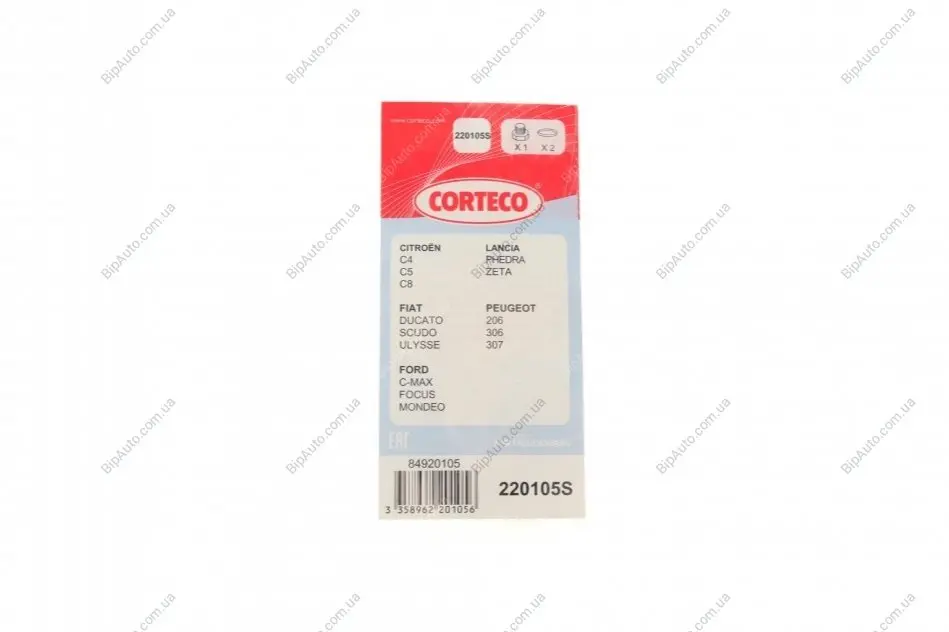 www.corteco.com
220105S
X 1 X 2
CORTECO
®
CITROËN
C4
C5
C8
FIAT
DUCATO
SCUDO
ULYSSE
FORD
C-MAX
FOCUS
MONDEO
LANCIA
PHEDRA
ZETA
PEUGEOT
206
306
307
EAC
84920105
3 358962 201056
220105S
BipAuto.com.ua